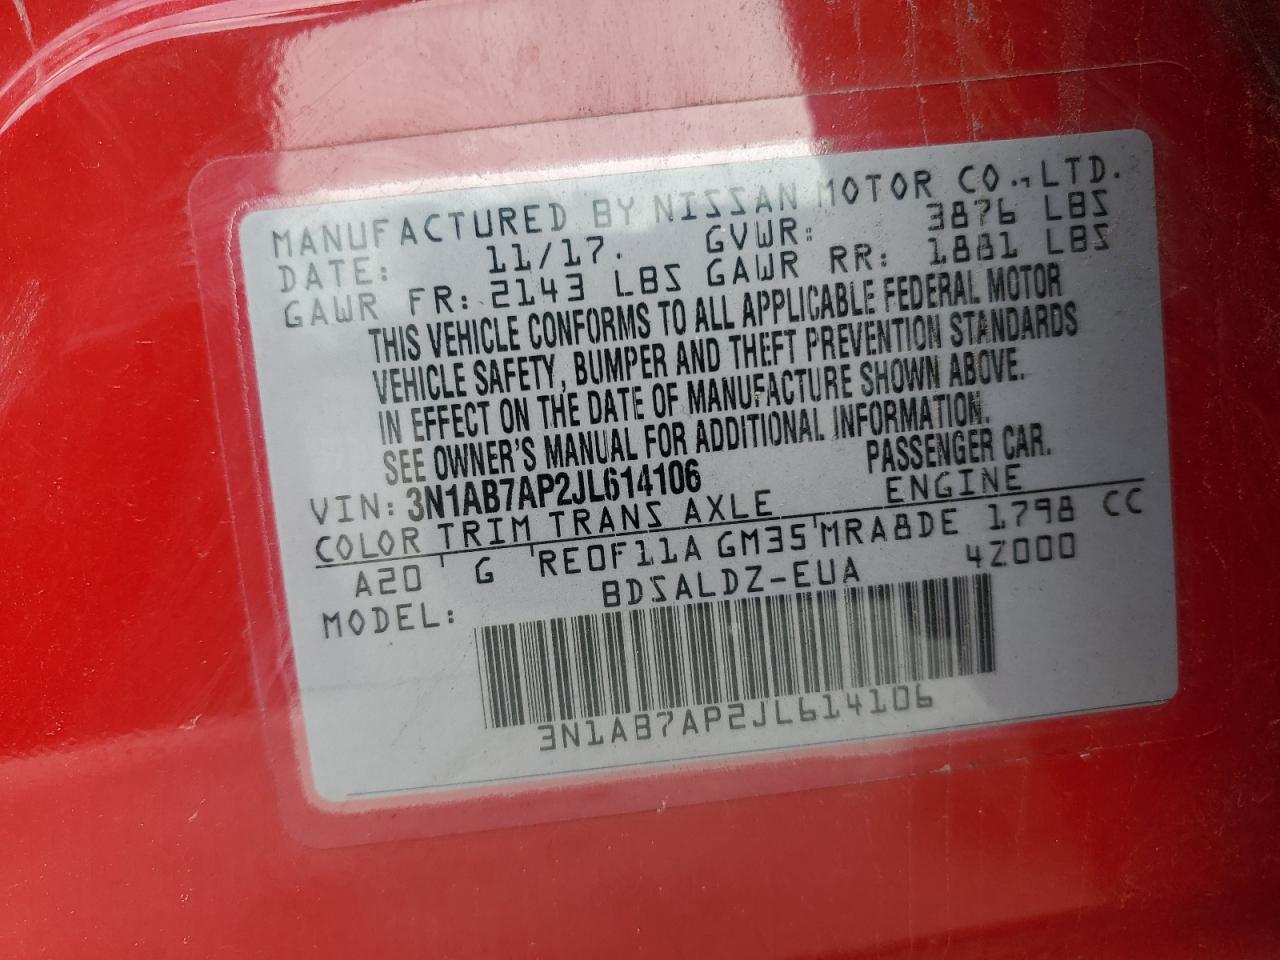 MANUFACTURED BY NISSAN MOTOR CO., LTD.
DATE: 11/17. GVWR: 3876 LBS
GAWR FR: 2143 LBS GAWR RR: 1881 LBS
THIS VEHICLE CONFORMS TO ALL APPLICABLE FEDERAL MOTOR
VEHICLE SAFETY, BUMPER AND THEFT PREVENTION STANDARDS
IN EFFECT ON THE DATE OF MANUFACTURE SHOWN ABOVE.
SEE OWNER'S MANUAL FOR ADDITIONAL INFORMATION.
VIN: 3N1AB7AP2JL614106 PASSENGER CAR.
COLOR TRIM TRANS AXLE ENGINE
A20 ' G ' RE0F11A GM35 ' MRA8DE 1798 CC
MODEL: BDSALDZ-EUA 4Z000
3N1AB7AP2JL614106